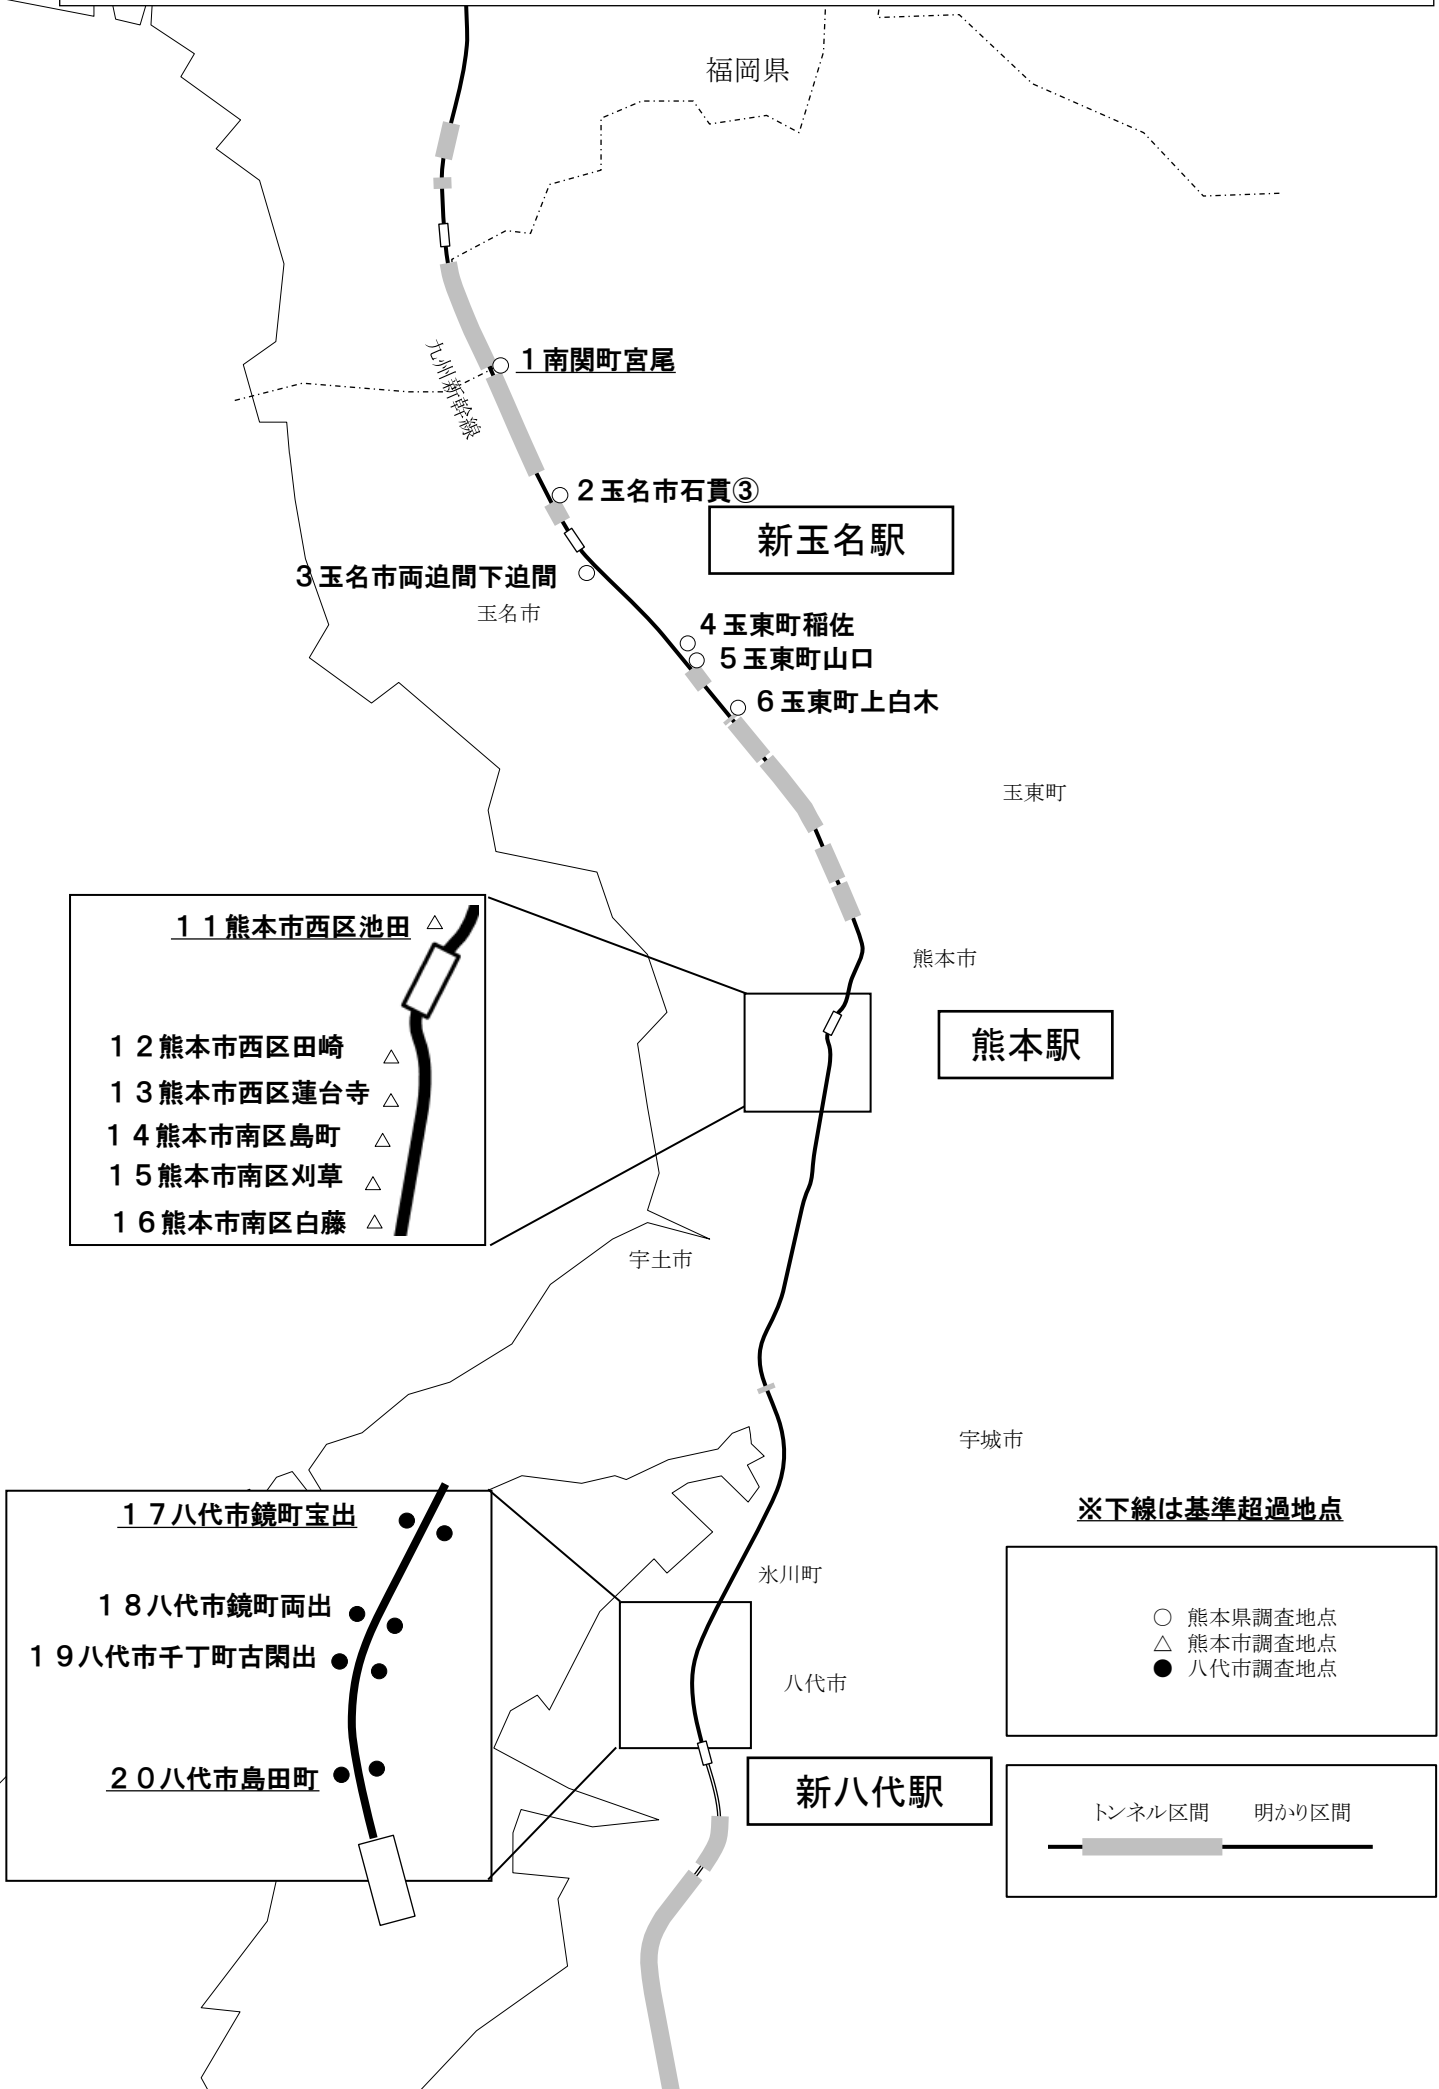 福岡県
九州新幹線
１南関町宮尾
２玉名市石貫③
新玉名駅
３玉名市両迫間下迫間
玉名市
４玉東町稲佐
５玉東町山口
６玉東町上白木
玉東町
１１熊本市西区池田
熊本市
熊本駅
１２熊本市西区田崎
１３熊本市西区蓮台寺
１４熊本市南区島町
１５熊本市南区刈草
１６熊本市南区白藤
宇土市
宇城市
※下線は基準超過地点
１７八代市鏡町宝出
氷川町
１８八代市鏡町両出
１９八代市千丁町古閑出
○ 熊本県調査地点
△ 熊本市調査地点
● 八代市調査地点
八代市
２０八代市島田町
新八代駅
トンネル区間 明かり区間